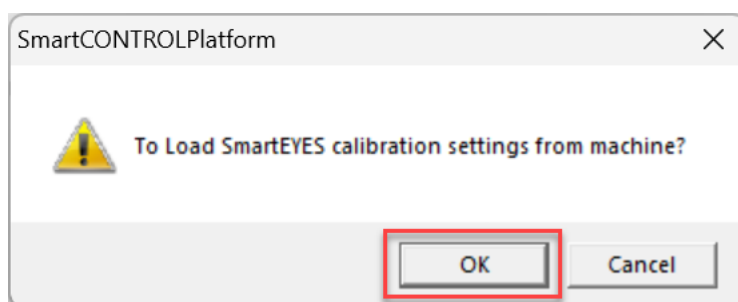 SmartCONTROLPlatform
To Load SmartEYES calibration settings from machine?
OK
Cancel